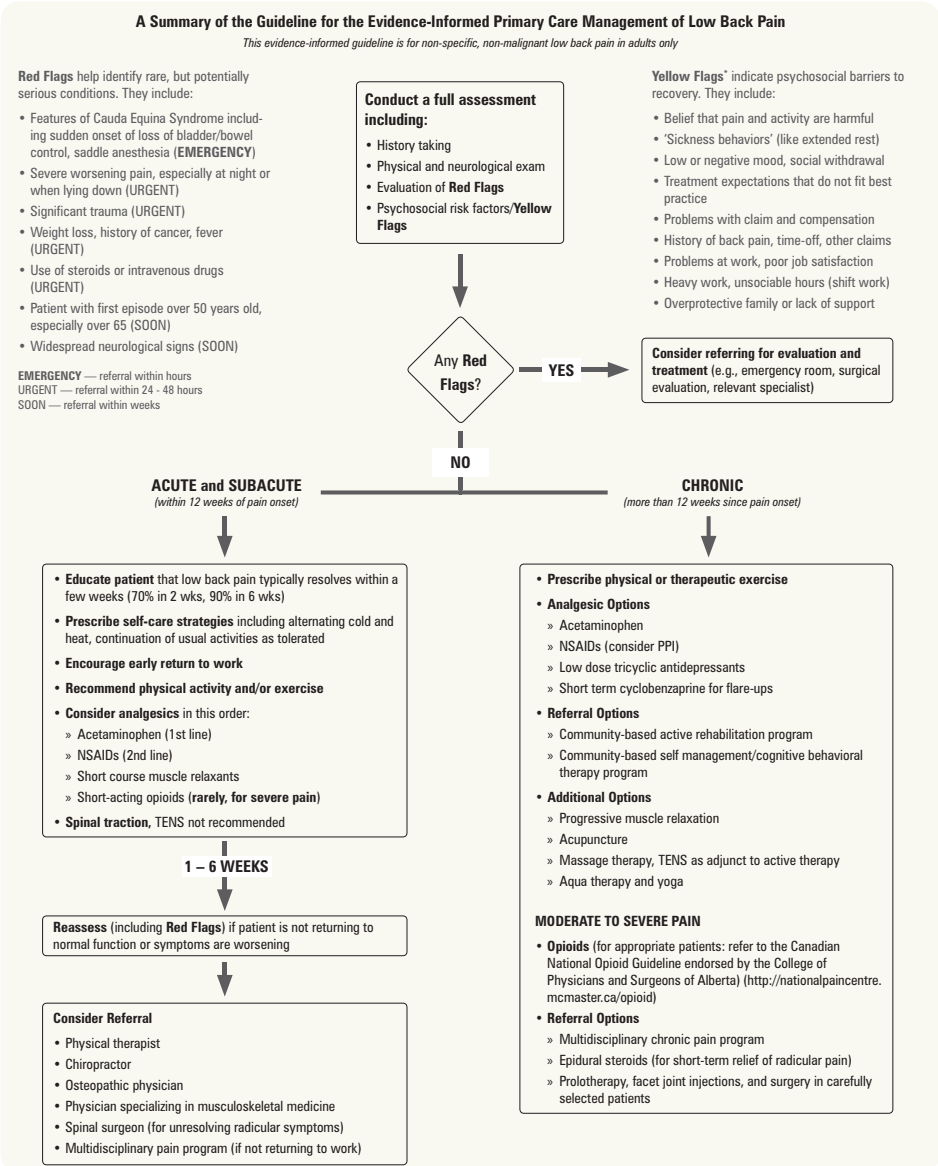 A Summary of the Guideline for the Evidence-Informed Primary Care Management of Low Back Pain
This evidence-informed guideline is for non-specific, non-malignant low back pain in adults only
Red Flags help identify rare, but potentially
serious conditions. They include:
• Features of Cauda Equina Syndrome includ-
ing sudden onset of loss of bladder/bowel
control, saddle anesthesia (EMERGENCY)
• Severe worsening pain, especially at night or
when lying down (URGENT)
• Significant trauma (URGENT)
• Weight loss, history of cancer, fever
(URGENT)
• Use of steroids or intravenous drugs
(URGENT)
• Patient with first episode over 50 years old,
especially over 65 (SOON)
• Widespread neurological signs (SOON)
EMERGENCY — referral within hours
URGENT — referral within 24 - 48 hours
SOON — referral within weeks
Conduct a full assessment
including:
• History taking
• Physical and neurological exam
• Evaluation of Red Flags
• Psychosocial risk factors/Yellow
Flags
Yellow Flags* indicate psychosocial barriers to
recovery. They include:
• Belief that pain and activity are harmful
• ‘Sickness behaviors’ (like extended rest)
• Low or negative mood, social withdrawal
• Treatment expectations that do not fit best
practice
• Problems with claim and compensation
• History of back pain, time-off, other claims
• Problems at work, poor job satisfaction
• Heavy work, unsociable hours (shift work)
• Overprotective family or lack of support
Any Red
Flags?
YES
Consider referring for evaluation and
treatment (e.g., emergency room, surgical
evaluation, relevant specialist)
NO
ACUTE and SUBACUTE
(within 12 weeks of pain onset)
• Educate patient that low back pain typically resolves within a
few weeks (70% in 2 wks, 90% in 6 wks)
• Prescribe self-care strategies including alternating cold and
heat, continuation of usual activities as tolerated
• Encourage early return to work
• Recommend physical activity and/or exercise
• Consider analgesics in this order:
» Acetaminophen (1st line)
» NSAIDs (2nd line)
» Short course muscle relaxants
» Short-acting opioids (rarely, for severe pain)
• Spinal traction, TENS not recommended
1 – 6 WEEKS
Reassess (including Red Flags) if patient is not returning to
normal function or symptoms are worsening
Consider Referral
• Physical therapist
• Chiropractor
• Osteopathic physician
• Physician specializing in musculoskeletal medicine
• Spinal surgeon (for unresolving radicular symptoms)
• Multidisciplinary pain program (if not returning to work)
CHRONIC
(more than 12 weeks since pain onset)
• Prescribe physical or therapeutic exercise
• Analgesic Options
» Acetaminophen
» NSAIDs (consider PPI)
» Low dose tricyclic antidepressants
» Short term cyclobenzaprine for flare-ups
• Referral Options
» Community-based active rehabilitation program
» Community-based self management/cognitive behavioral
therapy program
• Additional Options
» Progressive muscle relaxation
» Acupuncture
» Massage therapy, TENS as adjunct to active therapy
» Aqua therapy and yoga
MODERATE TO SEVERE PAIN
• Opioids (for appropriate patients: refer to the Canadian
National Opioid Guideline endorsed by the College of
Physicians and Surgeons of Alberta) (http://nationalpaincentre.
mcmaster.ca/opioid)
• Referral Options
» Multidisciplinary chronic pain program
» Epidural steroids (for short-term relief of radicular pain)
» Prolotherapy, facet joint injections, and surgery in carefully
selected patients